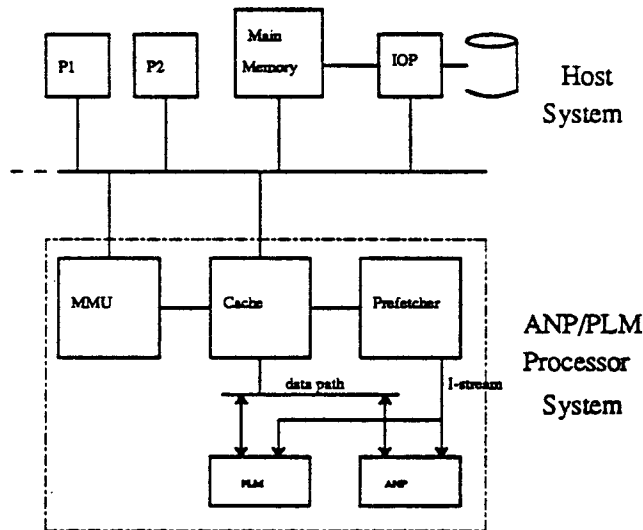 P1
P2
Main
Memory
IOP
Host
System
MMU
Cache
Prefetcher
ANP/PLM
Processor
System
data path
I-stream
PLM
ANP